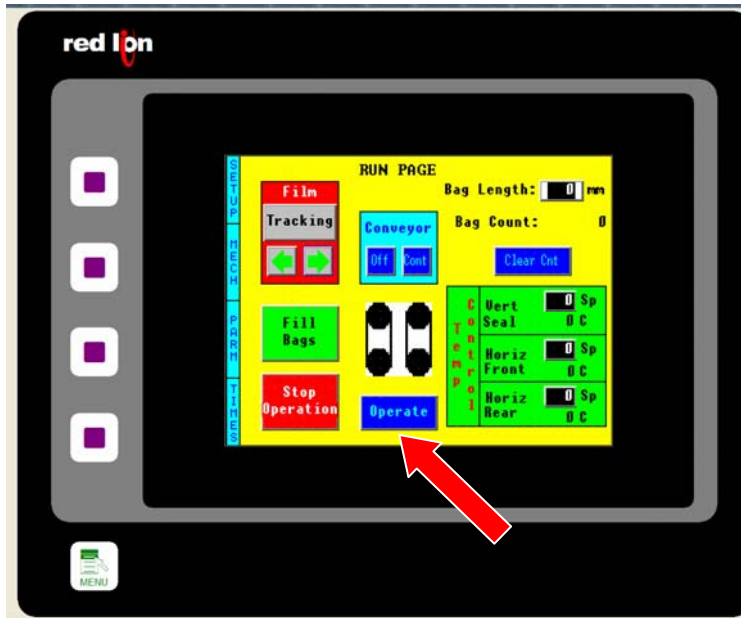 red lion
RUN PAGE
SETUP
MECH
PARM
TIMES
Film
Tracking
Conveyor
Off Cont
Bag Length: 0 mm
Bag Count: 0
Clear Cnt
Fill
Bags
Stop
Operation
Operate
Temp
Control
Vert 0 Sp
Seal 0 C
Horiz 0 Sp
Front 0 C
Horiz 0 Sp
Rear 0 C
MENU